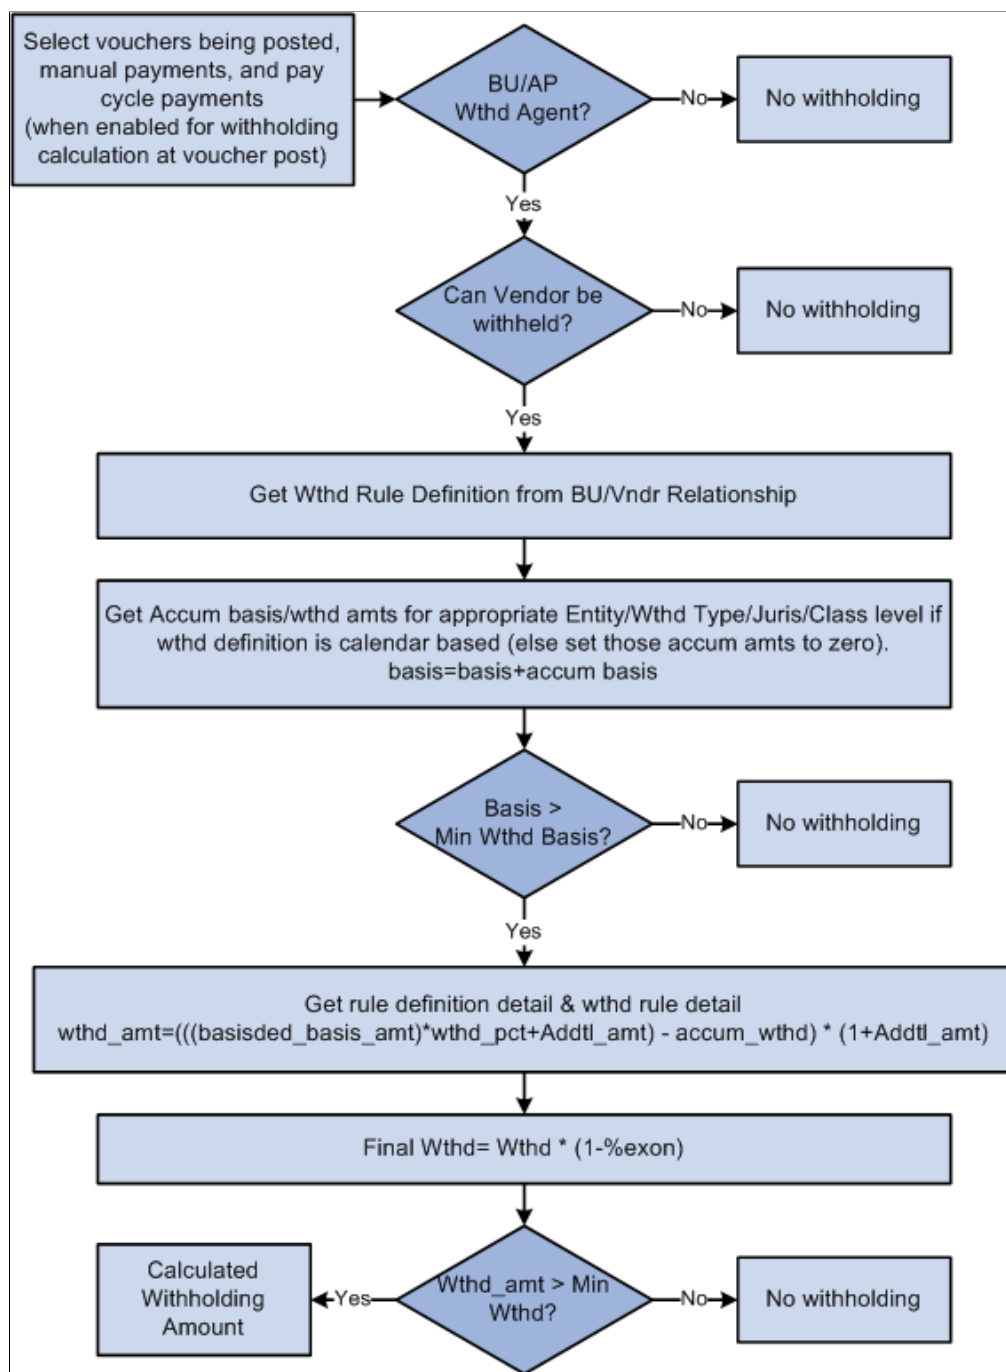 Select vouchers being posted,
manual payments, and pay
cycle payments
(when enabled for withholding
calculation at voucher post)
BU/AP
Wthd Agent?
No
No withholding
Yes
Can Vendor be
withheld?
No
No withholding
Yes
Get Wthd Rule Definition from BU/Vndr Relationship
Get Accum basis/wthd amts for appropriate Entity/Wthd Type/Juris/Class level if
wthd definition is calendar based (else set those accum amts to zero).
basis=basis+accum basis
Basis >
Min Wthd Basis?
No
No withholding
Yes
Get rule definition detail & wthd rule detail
wthd_amt=(((basisded_basis_amt)*wthd_pct+Addtl_amt) - accum_wthd) * (1+Addtl_amt)
Final Wthd= Wthd * (1-%exon)
Wthd_amt > Min
Wthd?
Yes
Calculated
Withholding
Amount
No
No withholding